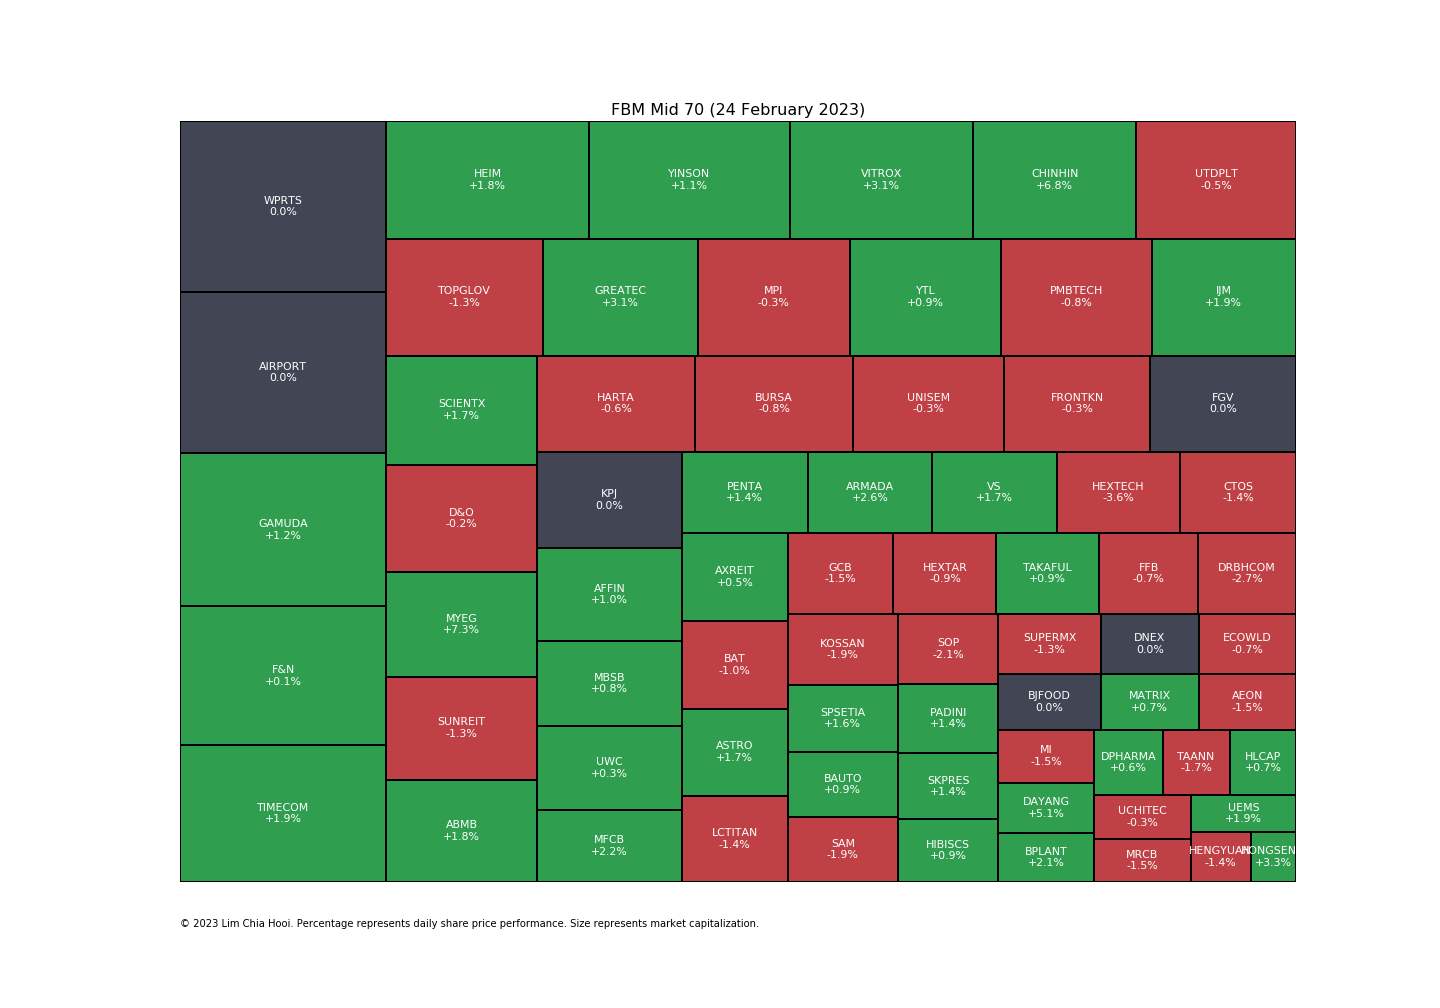 FBM Mid 70 (24 February 2023)
WPRTS
0.0%
AIRPORT
0.0%
GAMUDA
+1.2%
F&N
+0.1%
TIMECOM
+1.9%
HEIM
+1.8%
YINSON
+1.1%
VITROX
+3.1%
CHINHIN
+6.8%
UTDPLT
-0.5%
TOPGLOV
-1.3%
GREATEC
+3.1%
MPI
-0.3%
YTL
+0.9%
PMBTECH
-0.8%
IJM
+1.9%
SCIENTX
+1.7%
D&O
-0.2%
MYEG
+7.3%
SUNREIT
-1.3%
ABMB
+1.8%
HARTA
-0.6%
BURSA
-0.8%
UNISEM
-0.3%
FRONTKN
-0.3%
FGV
0.0%
KPJ
0.0%
AFFIN
+1.0%
MBSB
+0.8%
UWC
+0.3%
MFCB
+2.2%
PENTA
+1.4%
ARMADA
+2.6%
VS
+1.7%
HEXTECH
-3.6%
CTOS
-1.4%
AXREIT
+0.5%
BAT
-1.0%
ASTRO
+1.7%
LCTITAN
-1.4%
GCB
-1.5%
HEXTAR
-0.9%
TAKAFUL
+0.9%
FFB
-0.7%
DRBHCOM
-2.7%
KOSSAN
-1.9%
SPSETIA
+1.6%
BAUTO
+0.9%
SAM
-1.9%
SOP
-2.1%
PADINI
+1.4%
SKPRES
+1.4%
HIBISCS
+0.9%
SUPERMX
-1.3%
DNEX
0.0%
ECOWLD
-0.7%
BJFOOD
0.0%
MATRIX
+0.7%
AEON
-1.5%
MI
-1.5%
DAYANG
+5.1%
BPLANT
+2.1%
DPHARMA
+0.6%
TAANN
-1.7%
HLCAP
+0.7%
UCHITEC
-0.3%
MRCB
-1.5%
UEMS
+1.9%
HENGYUAN
-1.4%
+3.3%
© 2023 Lim Chia Hooi. Percentage represents daily share price performance. Size represents market capitalization.